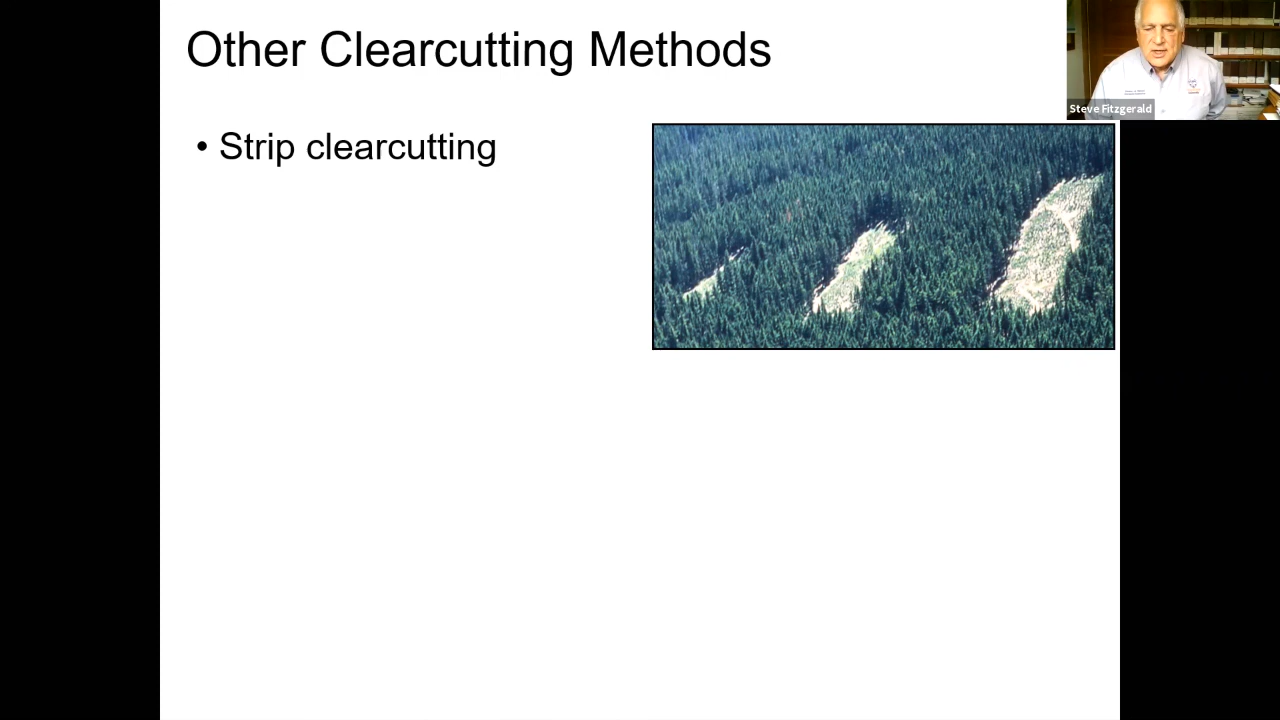 Other Clearcutting Methods
Steve Fitzgerald
• Strip clearcutting